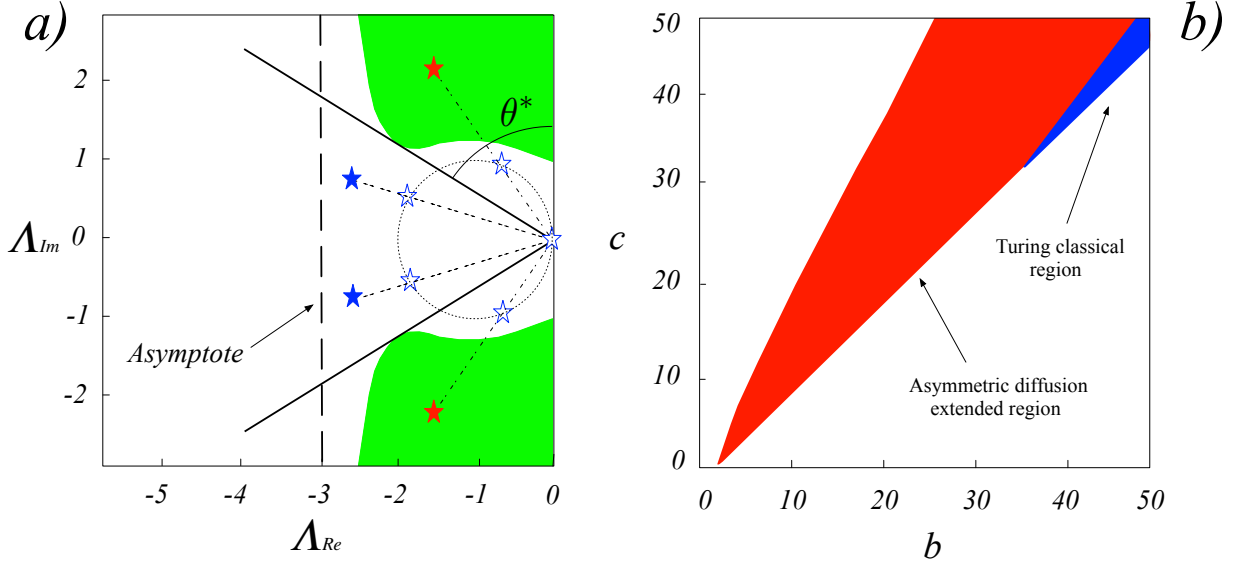 a)
2
1
0
-1
-2
Λ_Im
θ*
Asymptote
-5 -4 -3 -2 -1 0
Λ_Re
b)
50
40
30
20
10
0
c
Turing classical
region
Asymmetric diffusion
extended region
0 10 20 30 40 50
b